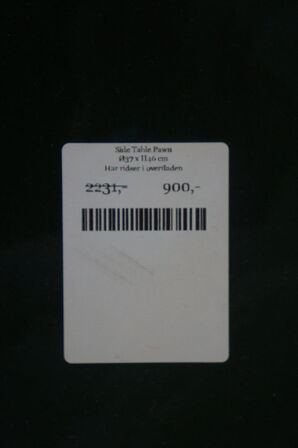 Side Table Pawn
Ø37 x H46 cm
Har ridser i overfladen
2231,- 900,-